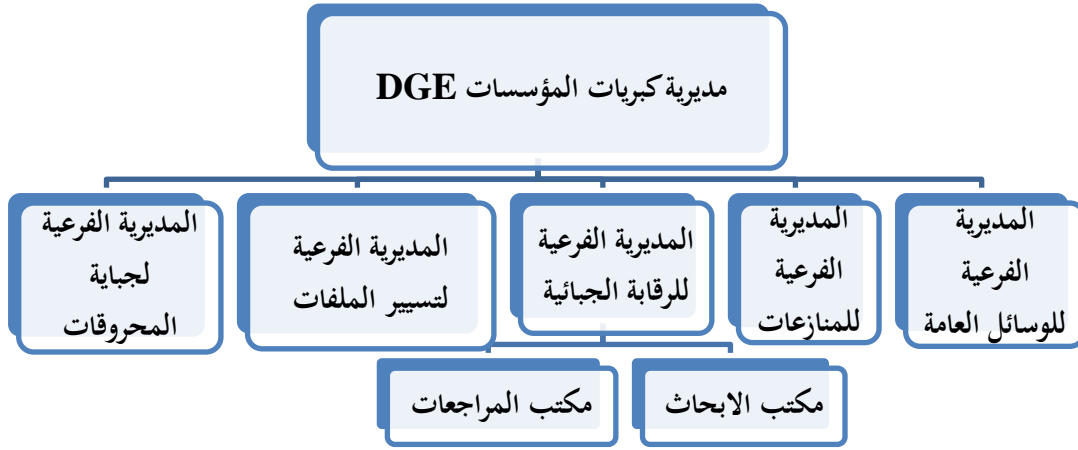 مديرية كبريات المؤسسات DGE
المديرية
الفرعية
للوسائل العامة
المديرية
الفرعية
للمنازعات
المديرية الفرعية
للرقابة الجبائية
المديرية الفرعية
لتسيير الملفات
المديرية الفرعية
لجباية
المحروقات
مكتب الابحاث
مكتب المراجعات